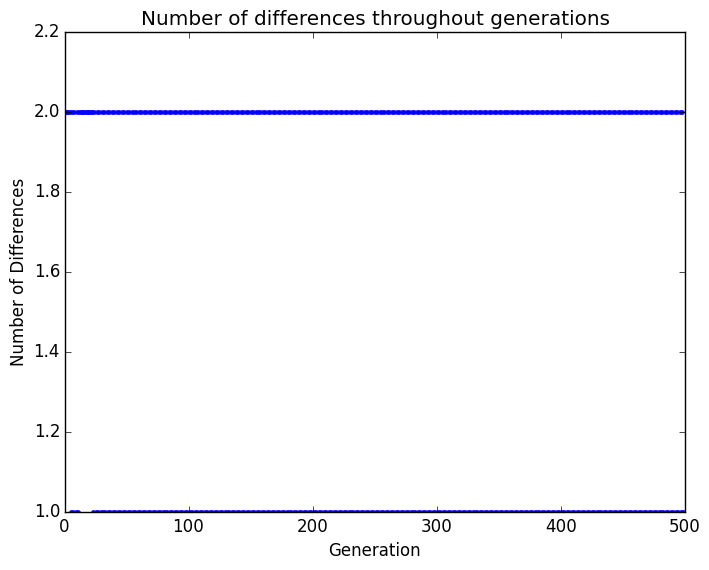 Number of differences throughout generations
2.2
2.0
1.8
1.6
1.4
1.2
1.0
0 100 200 300 400 500
Number of Differences
Generation